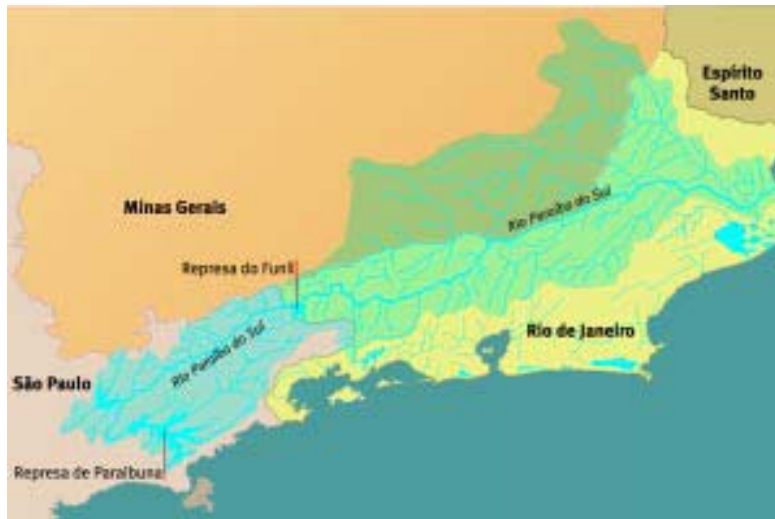 Espírito
Santo
Minas Gerais
Rio Paraíba do Sul
Represa do Funil
Rio Paraíba do Sul
Rio de Janeiro
São Paulo
Represa de Paraibuna